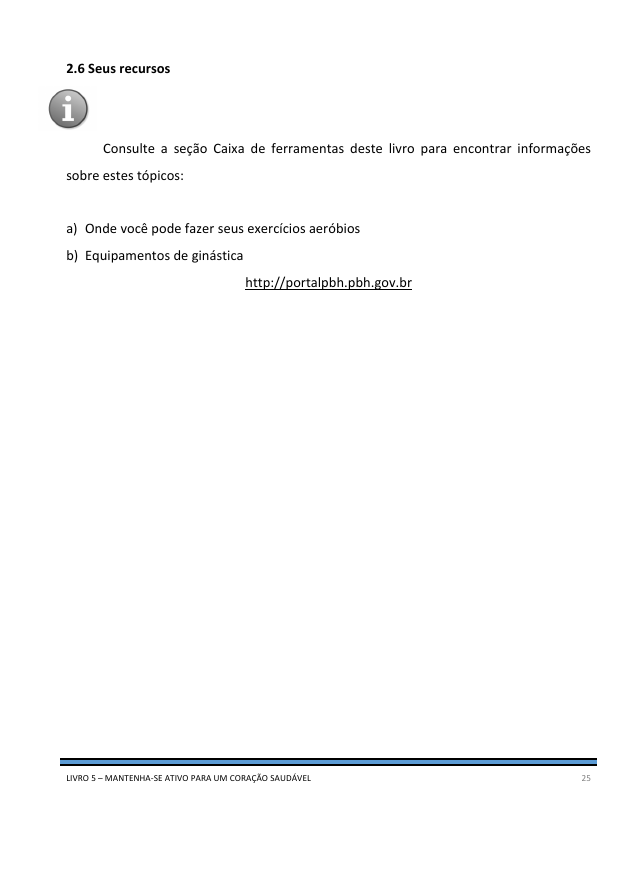 2.6 Seus recursos
i
Consulte a seção Caixa de ferramentas deste livro para encontrar informações
sobre estes tópicos:
a) Onde você pode fazer seus exercícios aeróbios
b) Equipamentos de ginástica
http://portalpbh.pbh.gov.br
LIVRO 5 – MANTENHA-SE ATIVO PARA UM CORAÇÃO SAUDÁVEL 25